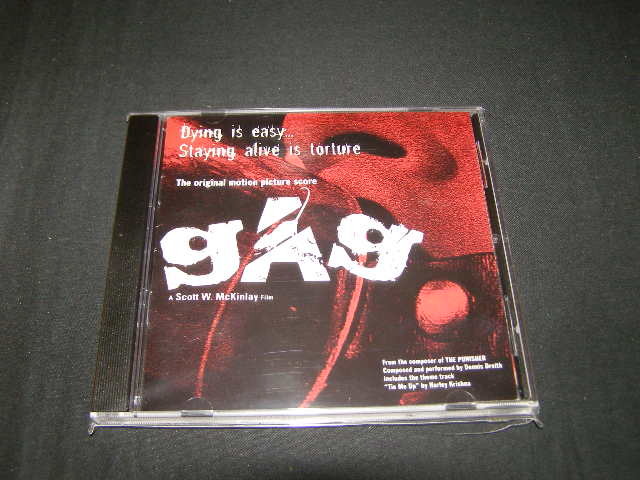 Dying is easy...
Staying alive is torture
The original motion picture score
gAg
A Scott W. McKinlay Film
From the composer of THE PUNISHER
Composed and performed by Dennis Dreith
Includes the theme track
"Tie Me Up" by Harley Krishna